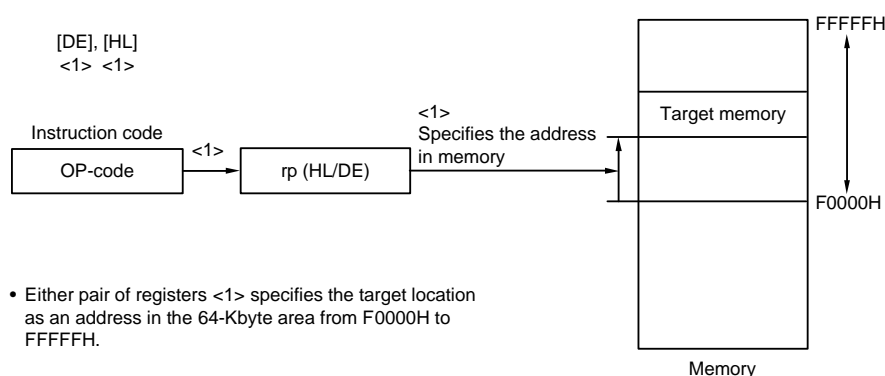 [DE], [HL]
<1> <1>
Instruction code
OP-code
<1>
rp (HL/DE)
<1>
Specifies the address
in memory
FFFFFH
Target memory
F0000H
Memory
• Either pair of registers <1> specifies the target location
as an address in the 64-Kbyte area from F0000H to
FFFFFH.